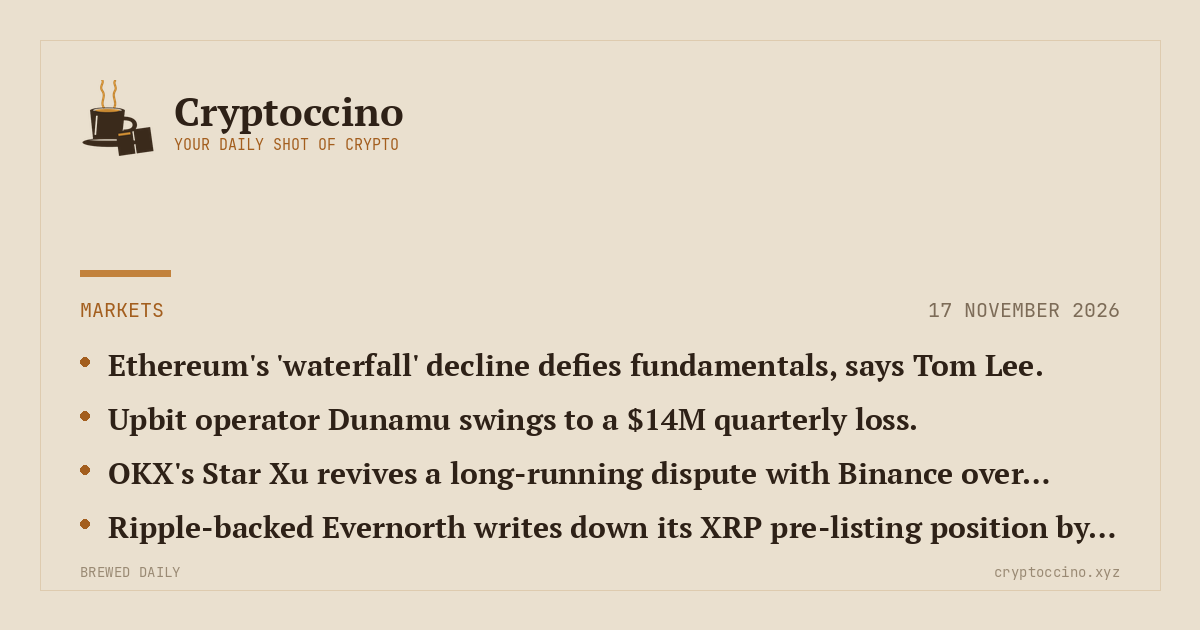 Cryptoccino
YOUR DAILY SHOT OF CRYPTO
MARKETS
17 NOVEMBER 2026
Ethereum's 'waterfall' decline defies fundamentals, says Tom Lee.
Upbit operator Dunamu swings to a $14M quarterly loss.
OKX's Star Xu revives a long-running dispute with Binance over...
Ripple-backed Evernorth writes down its XRP pre-listing position by...
BREWED DAILY
cryptoccino.xyz